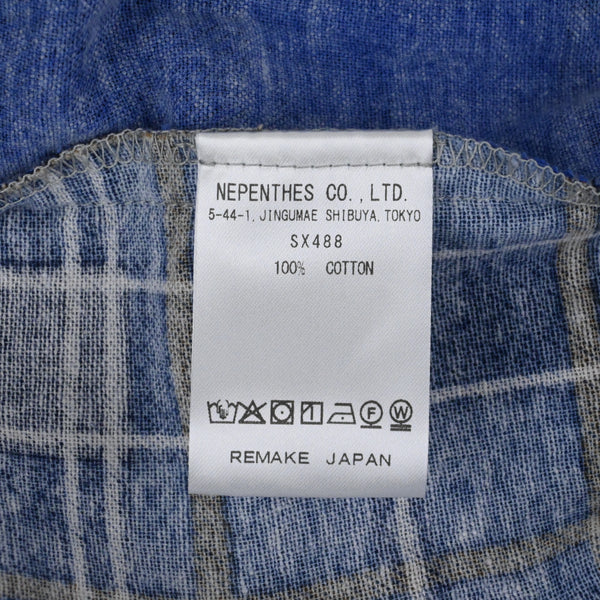 NEPENTHES CO., LTD.
5-44-1, JINGUMAE SHIBUYA, TOKYO
SX488
100% COTTON
F W
REMAKE JAPAN